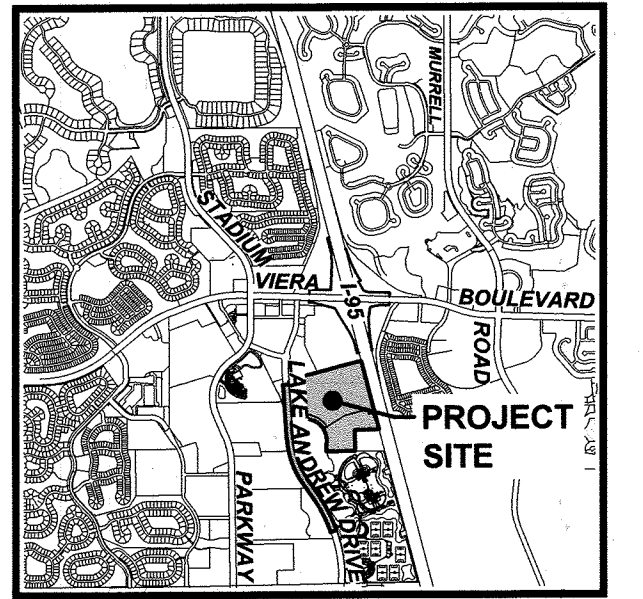 MURRELL
STADIUM
VIERA
BOULEVARD
I-95
ROAD
LAKE ANDREW DRIVE
PROJECT
SITE
PARKWAY